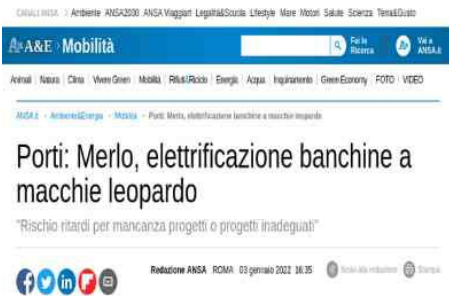 CANALI ANSA > Ambiente ANSA2030 ANSA Viaggiart Legalità&Scuola Lifestyle Mare Motori Salute Scienza Terra&Gusto
A&E Mobilità
Fai la Ricerca
Vai a ANSA.it
Animali Natura Clima Vivere Green Mobilità Rifiuti&Riciclo Energia Acqua Inquinamento Green Economy FOTO VIDEO
ANSA.it > Ambiente&Energia > Mobilità > Porti: Merlo, elettrificazione banchine a macchie leopardo
Porti: Merlo, elettrificazione banchine a
macchie leopardo
"Rischio ritardi per mancanza progetti o progetti inadeguati"
Redazione ANSA ROMA 03 gennaio 2022 16:35 Scrivi alla redazione Stampa